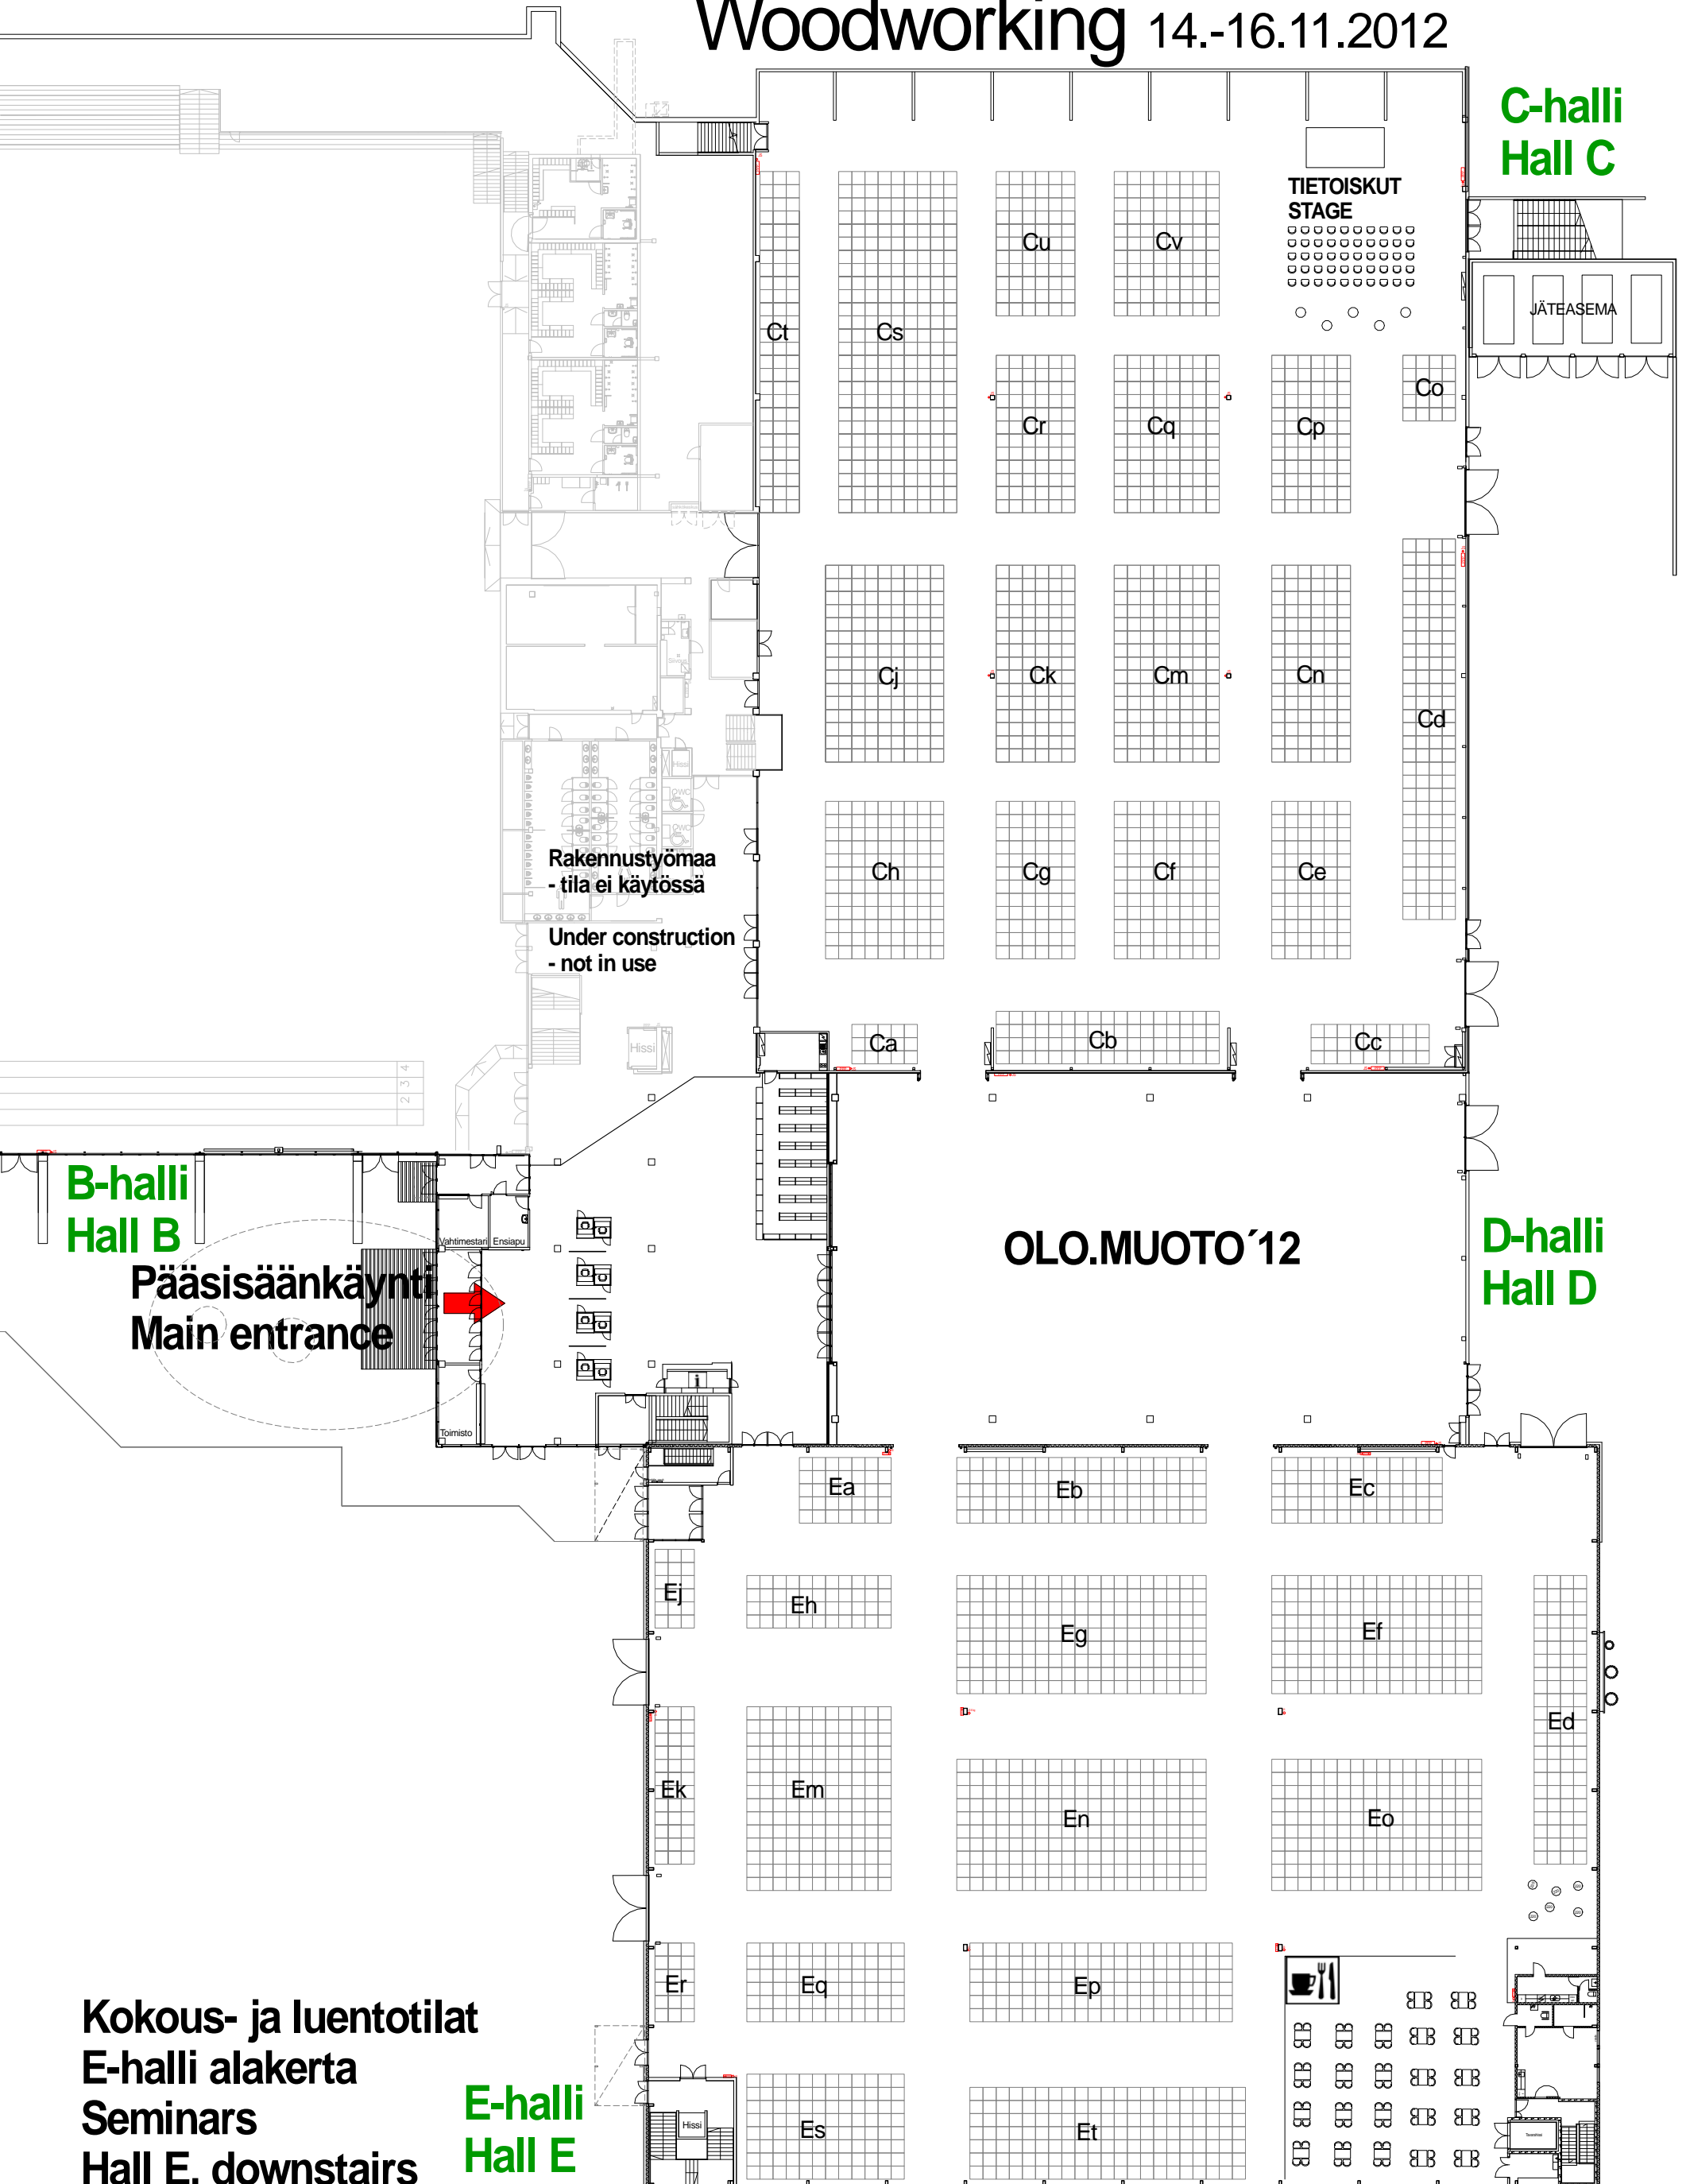 Woodworking 14.-16.11.2012
C-halli
Hall C
TIETOISKUT
STAGE
Cu
Cv
JÄTEASEMA
Ct
Cs
Co
Cr
Cq
Cp
Cj
Ck
Cm
Cn
Cd
Hissi
Rakennustyömaa
- tila ei käytössä
Ch
Cg
Cf
Ce
Under construction
- not in use
Hissi
Ca
Cb
Cc
2 3 4
B-halli
Hall B
Vahtimestari
Ensiapu
OLO.MUOTO´12
D-halli
Hall D
Pääsisäänkäynti
Main entrance
Toimisto
Ea
Eb
Ec
Ej
Eh
Eg
Ef
Ed
Ek
Em
En
Eo
Er
Eq
Ep
Kokous- ja luentotilat
E-halli alakerta
Seminars
Hall E, downstairs
E-halli
Hall E
Hissi
Es
Et